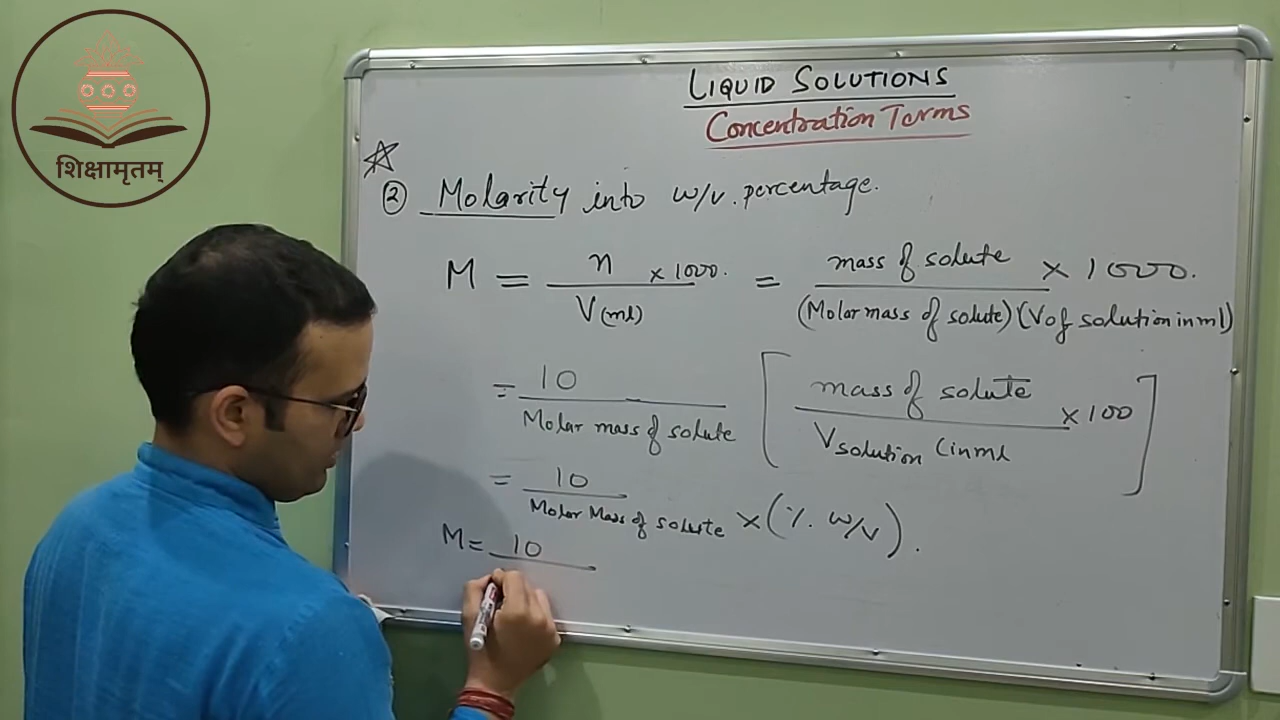 शिक्षामृतम्
LIQUID SOLUTIONS
Concentration Terms
② Molarity into w/v. percentage.
M = n / V(ml) × 1000. = mass of solute / (Molar mass of solute)(V of solution in ml) × 1000.
= 10 / Molar mass of solute [ mass of solute / Vsolution (in ml × 100 ]
= 10 / Molar Mass of solute × (%. w/v).
M = 10